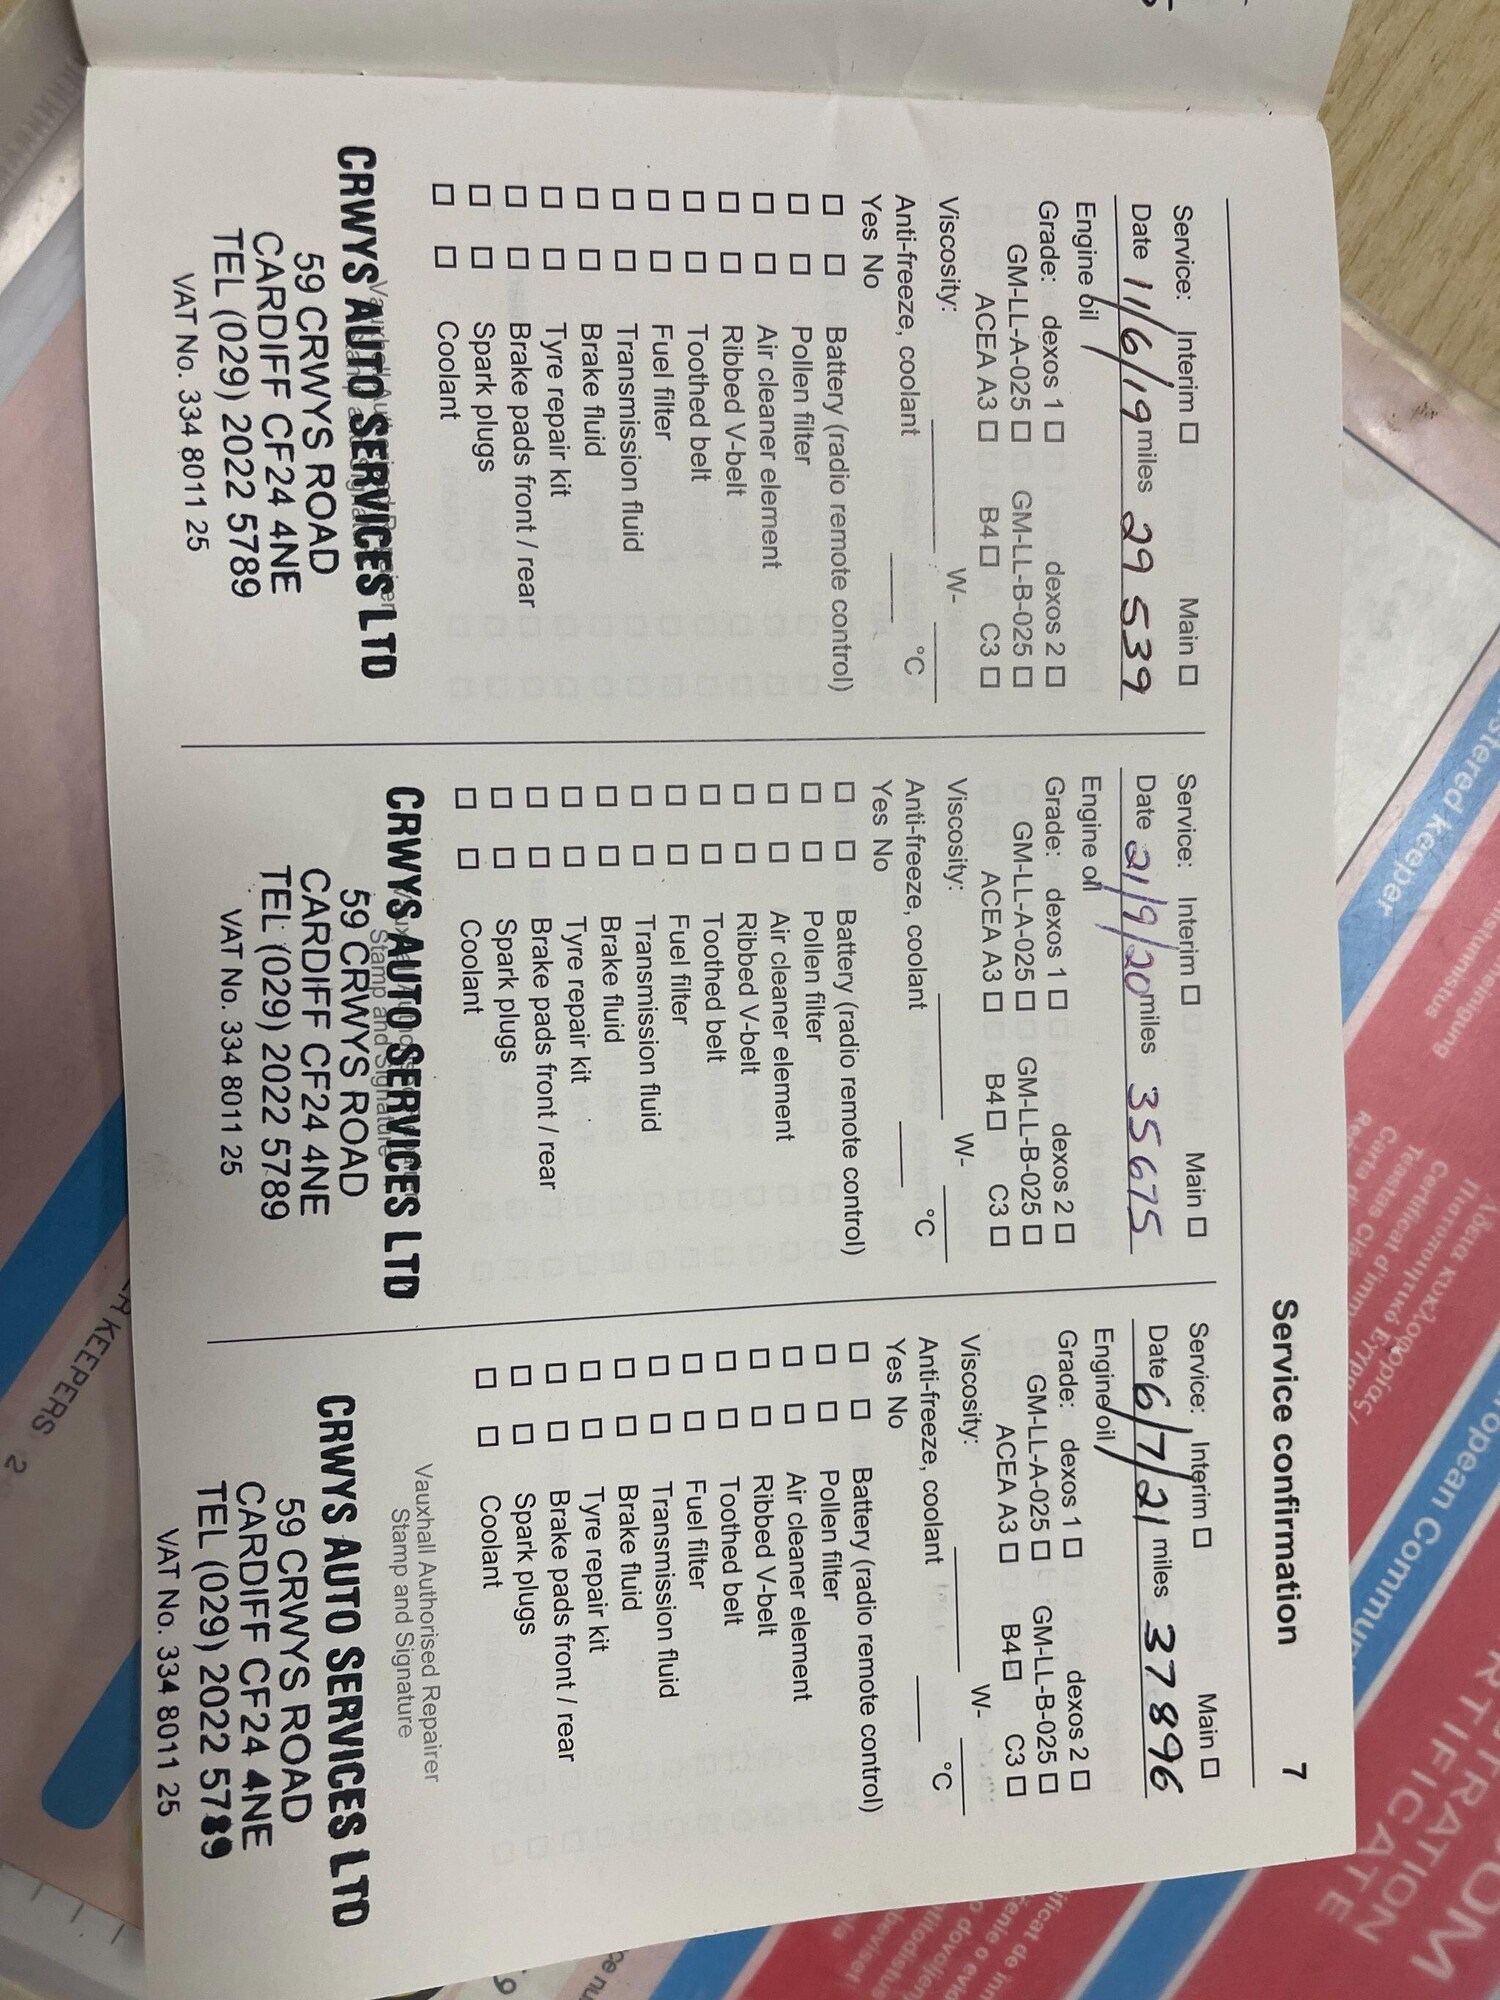 Service confirmation 7
Service: Interim □ Main □
Date 11/6/19 miles 29 539
Engine oil
Grade: dexos 1 □ dexos 2 □
GM-LL-A-025 □ GM-LL-B-025 □
ACEA A3 □ B4 □ C3 □
Viscosity: W-
Anti-freeze, coolant °C
Yes No
□ □ Battery (radio remote control)
□ □ Pollen filter
□ □ Air cleaner element
□ □ Ribbed V-belt
□ □ Toothed belt
□ □ Fuel filter
□ □ Transmission fluid
□ □ Brake fluid
□ □ Tyre repair kit
□ □ Brake pads front / rear
□ □ Spark plugs
□ □ Coolant
CRWYS AUTO SERVICES LTD
59 CRWYS ROAD
CARDIFF CF24 4NE
TEL (029) 2022 5789
VAT No. 334 8011 25
Service: Interim □ Main □
Date 21/9/20 miles 35675
Engine oil
Grade: dexos 1 □ dexos 2 □
GM-LL-A-025 □ GM-LL-B-025 □
ACEA A3 □ B4 □ C3 □
Viscosity: W-
Anti-freeze, coolant °C
Yes No
□ □ Battery (radio remote control)
□ □ Pollen filter
□ □ Air cleaner element
□ □ Ribbed V-belt
□ □ Toothed belt
□ □ Fuel filter
□ □ Transmission fluid
□ □ Brake fluid
□ □ Tyre repair kit
□ □ Brake pads front / rear
□ □ Spark plugs
□ □ Coolant
CRWYS AUTO SERVICES LTD
Stamp and Signature
59 CRWYS ROAD
CARDIFF CF24 4NE
TEL (029) 2022 5789
VAT No. 334 8011 25
Service: Interim □ Main □
Date 6/7/21 miles 37896
Engine oil
Grade: dexos 1 □ dexos 2 □
GM-LL-A-025 □ GM-LL-B-025 □
ACEA A3 □ B4 □ C3 □
Viscosity: W-
Anti-freeze, coolant °C
Yes No
□ □ Battery (radio remote control)
□ □ Pollen filter
□ □ Air cleaner element
□ □ Ribbed V-belt
□ □ Toothed belt
□ □ Fuel filter
□ □ Transmission fluid
□ □ Brake fluid
□ □ Tyre repair kit
□ □ Brake pads front / rear
□ □ Spark plugs
□ □ Coolant
Vauxhall Authorised Repairer
Stamp and Signature
CRWYS AUTO SERVICES LTD
59 CRWYS ROAD
CARDIFF CF24 4NE
TEL (029) 2022 5789
VAT No. 334 8011 25
stered keeper
opean Commun
KEEPERS 2